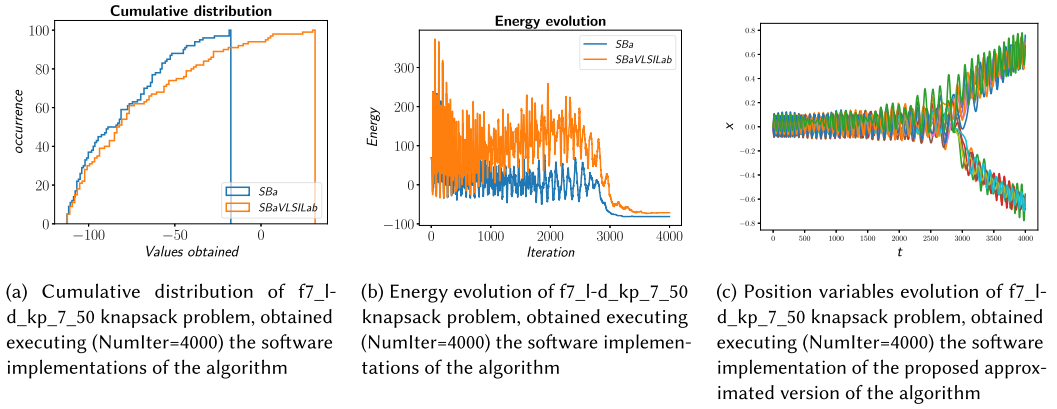 Cumulative distribution
100
80
60
40
20
0
occurrence
−100
−50
0
Values obtained
SBa
SBaVLSILab
Energy evolution
300
200
100
0
−100
Energy
0
1000
2000
3000
4000
Iteration
SBa
SBaVLSILab
0.8
0.6
0.4
0.2
0.0
−0.2
−0.4
−0.6
−0.8
x
0
500
1000
1500
2000
2500
3000
3500
4000
t
(a) Cumulative distribution of f7_l-
d_kp_7_50 knapsack problem, obtained
executing (NumIter=4000) the software
implementations of the algorithm
(b) Energy evolution of f7_l-d_kp_7_50
knapsack problem, obtained executing
(NumIter=4000) the software implemen-
tations of the algorithm
(c) Position variables evolution of f7_l-
d_kp_7_50 knapsack problem, obtained
executing (NumIter=4000) the software
implementation of the proposed approx-
imated version of the algorithm